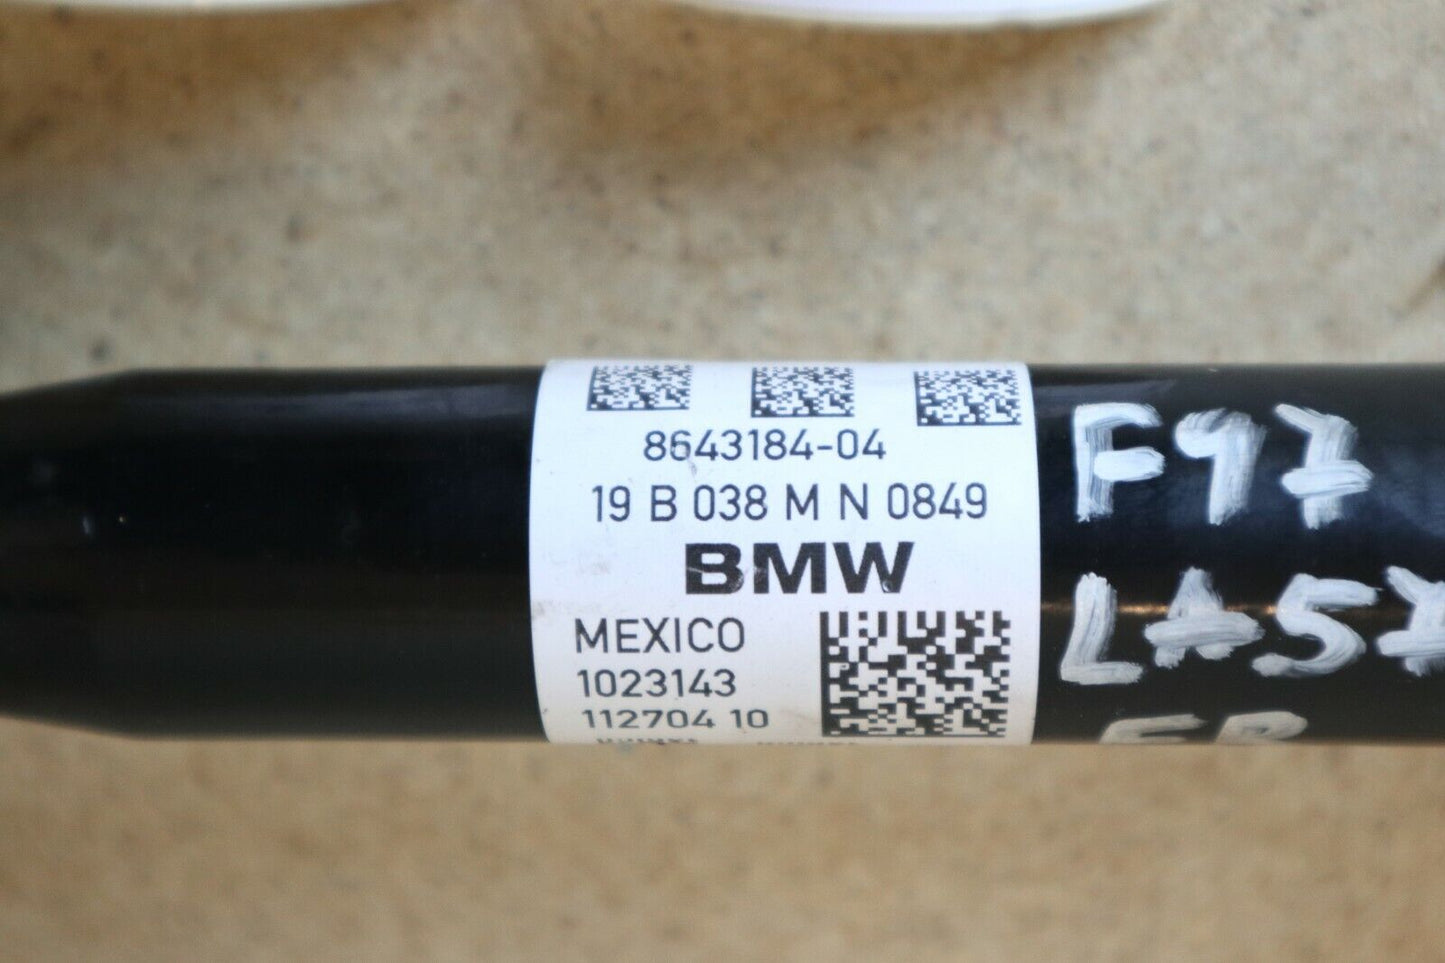 8643184-04
19 B 038 M N 0849
BMW
MEXICO
1023143
112704 10
F97